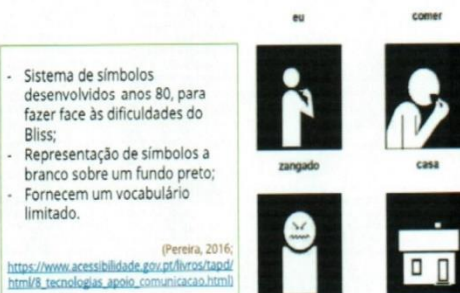 eu
comer
- Sistema de símbolos
desenvolvidos anos 80, para
fazer face às dificuldades do
Bliss;
- Representação de símbolos a
branco sobre um fundo preto;
- Fornecem um vocabulário
limitado.
(Pereira, 2016;
https://www.acessibilidade.gov.pt/livros/tapd/
html/8_tecnologias_apoio_comunicacao.html)
zangado
casa